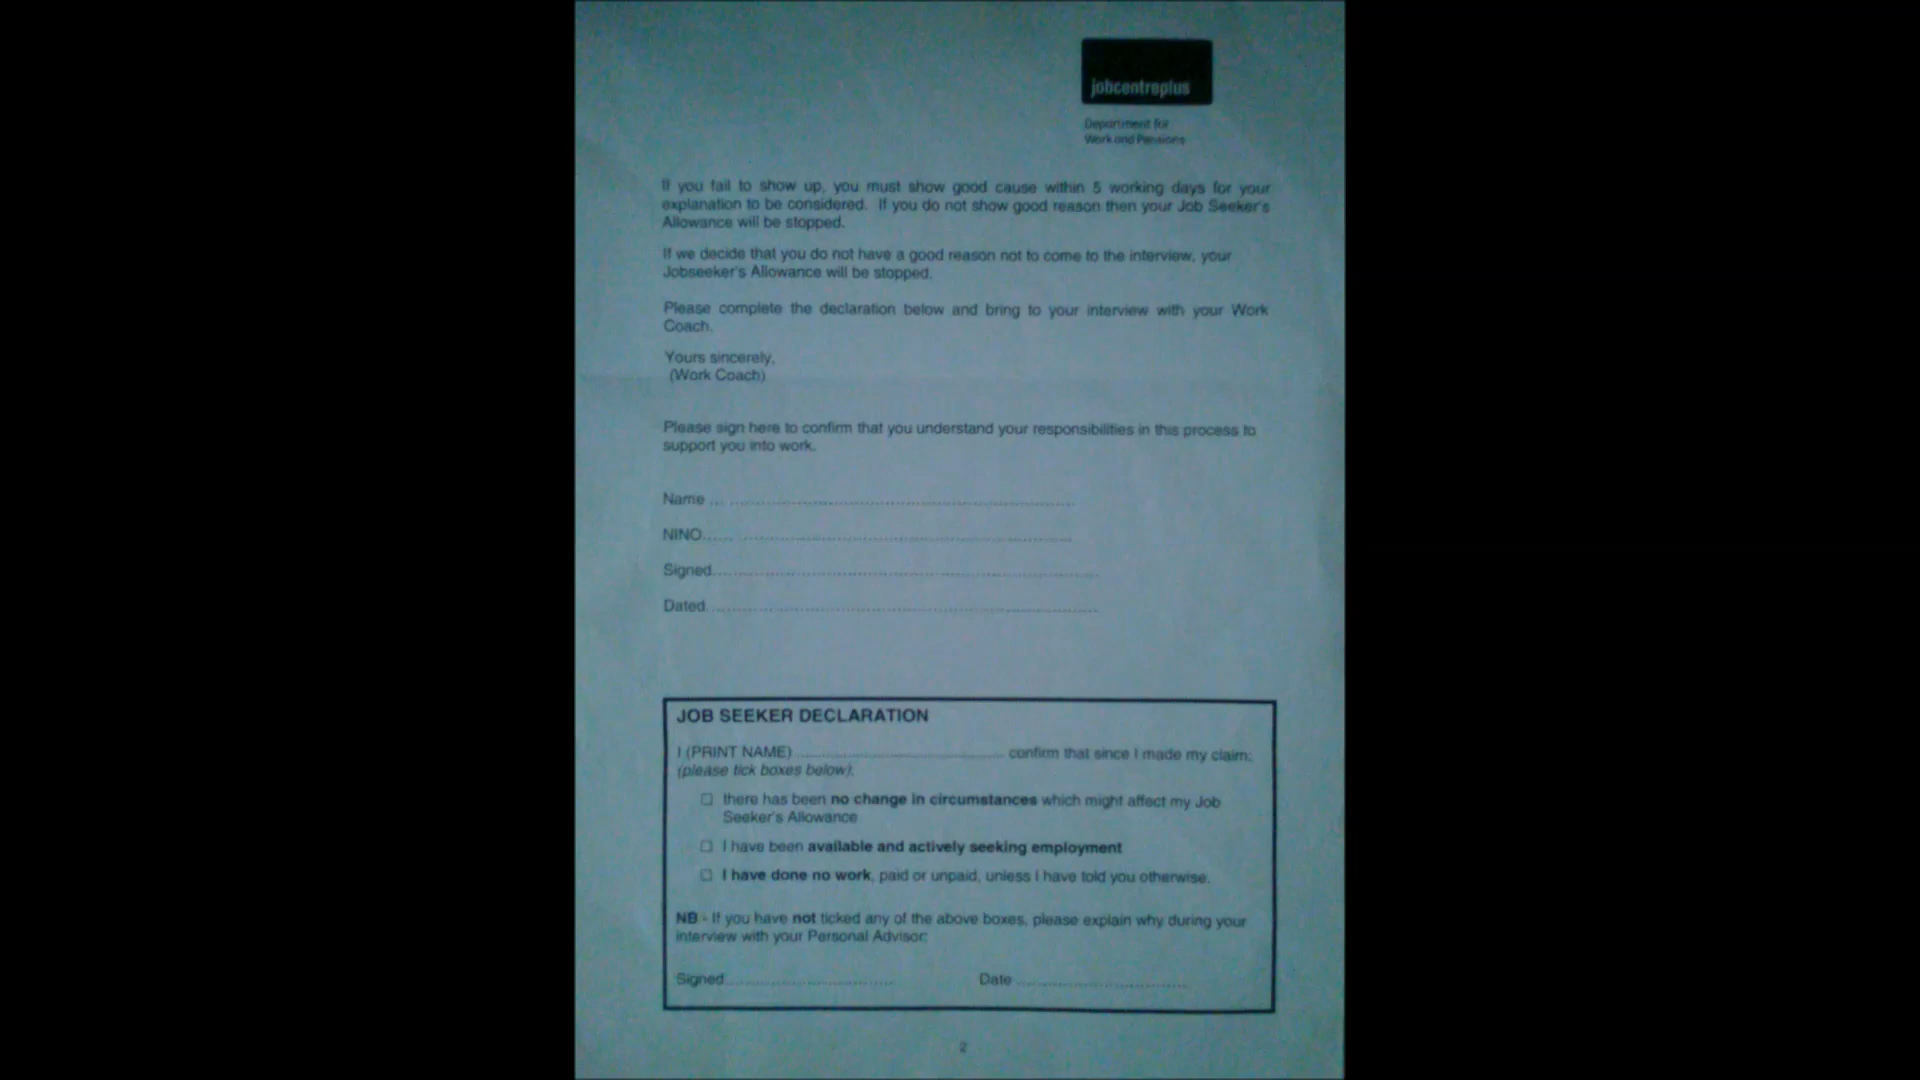 jobcentreplus
Department for
Work and Pensions
If you fail to show up, you must show good cause within 5 working days for your
explanation to be considered. If you do not show good reason then your Job Seeker's
Allowance will be stopped.
If we decide that you do not have a good reason not to come to the interview, your
Jobseeker's Allowance will be stopped.
Please complete the declaration below and bring to your interview with your Work
Coach.
Yours sincerely,
(Work Coach)
Please sign here to confirm that you understand your responsibilities in this process to
support you into work.
Name ... ............................................................
NINO...... ............................................................
Signed...............................................................
Dated...............................................................
JOB SEEKER DECLARATION
I (PRINT NAME) ..................................... confirm that since I made my claim:
(please tick boxes below).
☐ there has been no change in circumstances which might affect my Job
Seeker's Allowance
☐ I have been available and actively seeking employment
☐ I have done no work, paid or unpaid, unless I have told you otherwise.
NB - If you have not ticked any of the above boxes, please explain why during your
interview with your Personal Advisor:
Signed.............................. Date ..............................
2